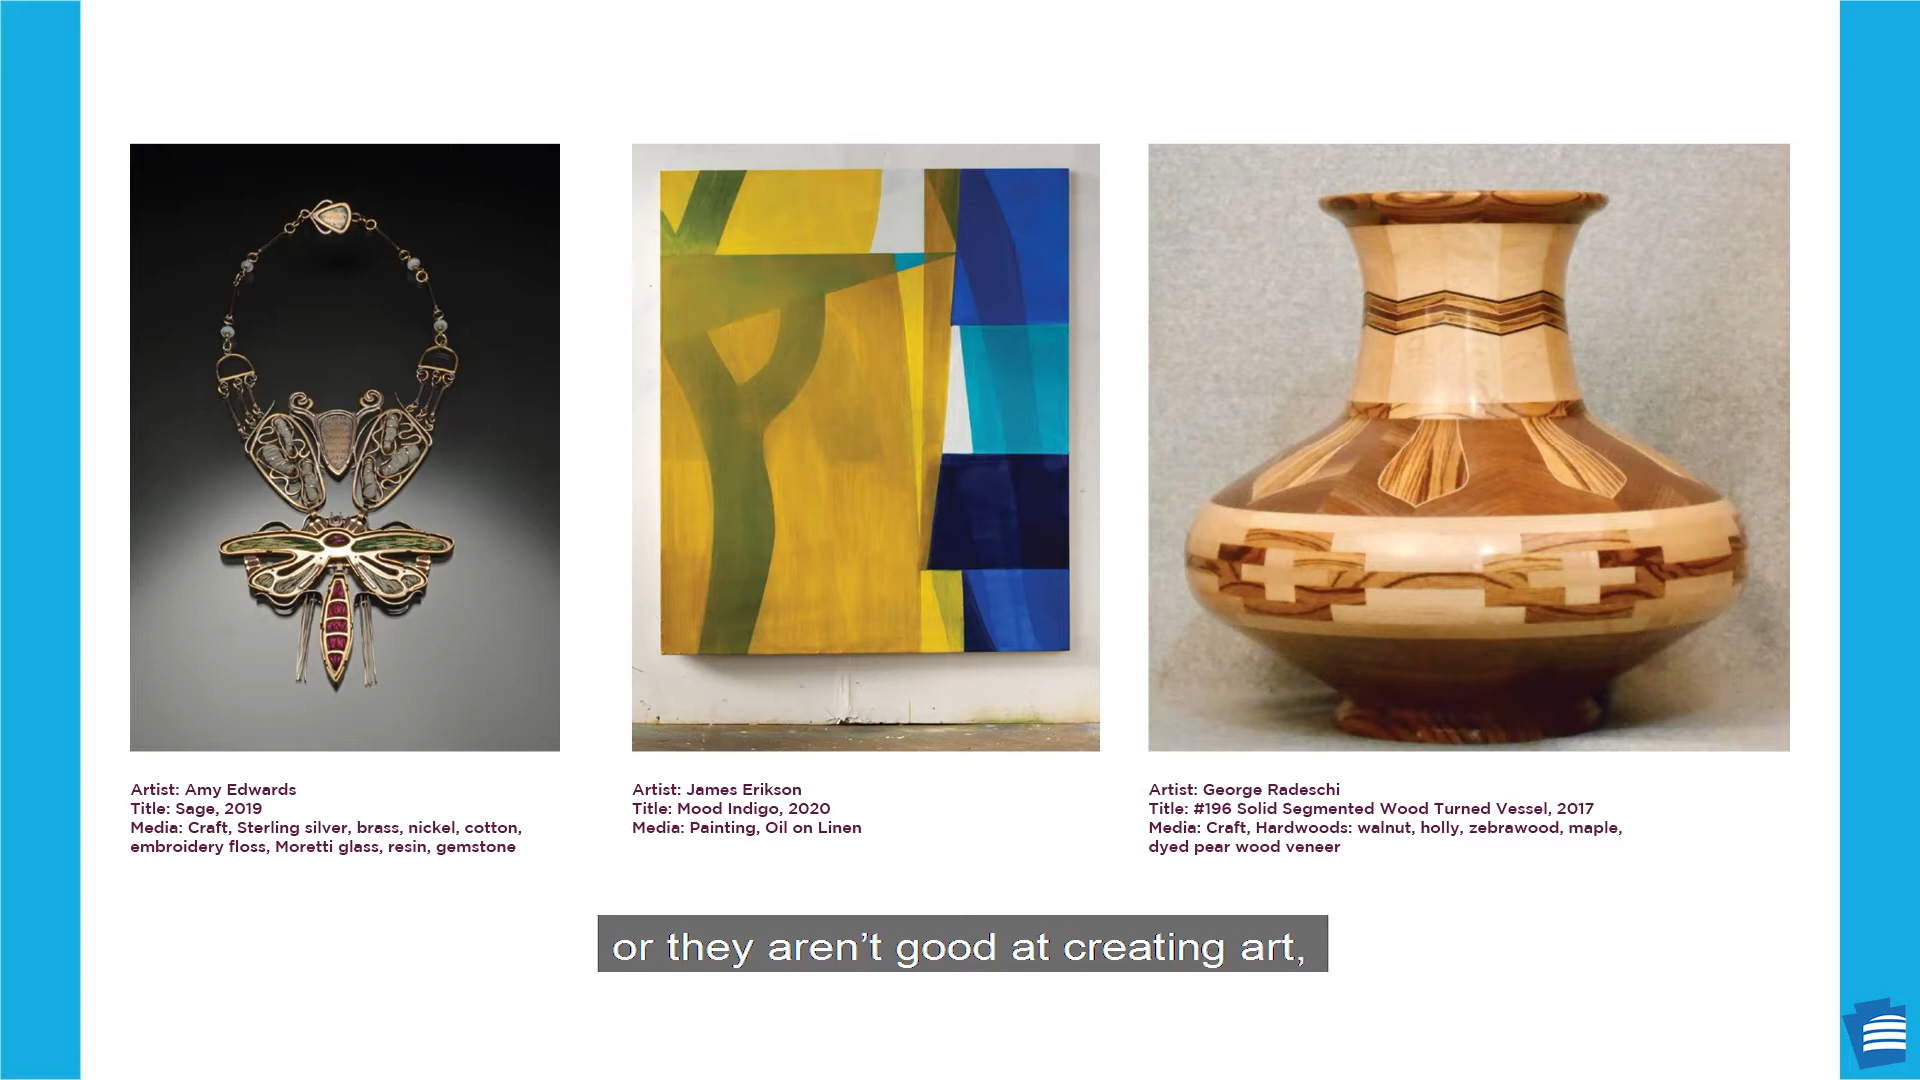 Artist: Amy Edwards
Title: Sage, 2019
Media: Craft, Sterling silver, brass, nickel, cotton,
embroidery floss, Moretti glass, resin, gemstone
Artist: James Erikson
Title: Mood Indigo, 2020
Media: Painting, Oil on Linen
Artist: George Radeschi
Title: #196 Solid Segmented Wood Turned Vessel, 2017
Media: Craft, Hardwoods: walnut, holly, zebrawood, maple,
dyed pear wood veneer
or they aren’t good at creating art,